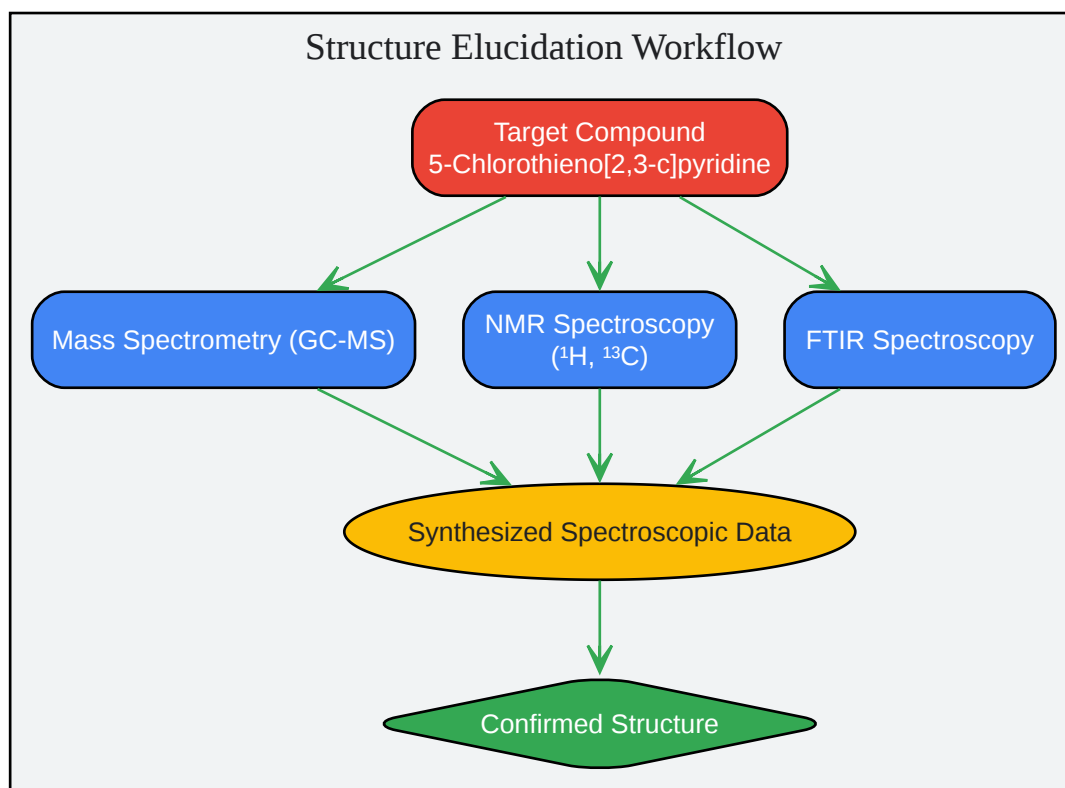 Structure Elucidation Workflow
Target Compound
5-Chlorothieno[2,3-c]pyridine
Mass Spectrometry (GC-MS)
NMR Spectroscopy
(¹H, ¹³C)
FTIR Spectroscopy
Synthesized Spectroscopic Data
Confirmed Structure